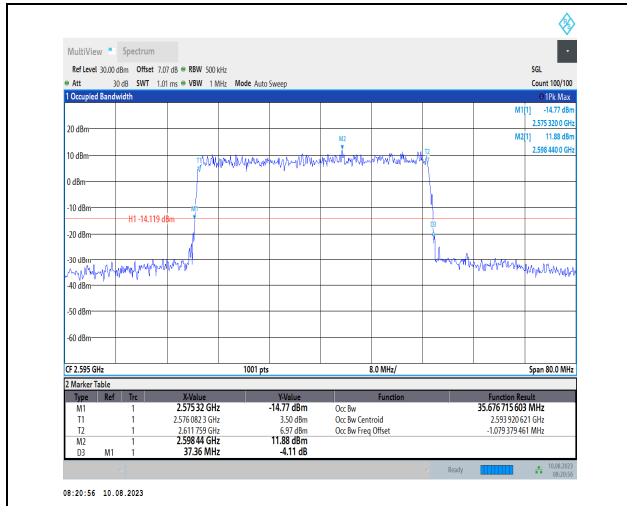 MultiView Spectrum
Ref Level 30.00 dBm Offset 7.07 dB RBW 500 kHz SGL
Att 30 dB SWT 1.01 ms VBW 1 MHz Mode Auto Sweep Count 100/100
1 Occupied Bandwidth 1Pk Max
M1[1] -14.77 dBm
2.575 320 0 GHz
M2[1] 11.88 dBm
2.598 440 0 GHz
20 dBm
M2
10 dBm
T1
T2
0 dBm
-10 dBm
M1
H1 -14.119 dBm
-20 dBm
D3
-30 dBm
-40 dBm
-50 dBm
-60 dBm
CF 2.595 GHz 1001 pts 8.0 MHz/ Span 80.0 MHz
2 Marker Table
Type Ref Trc X-Value Y-Value Function Function Result
M1 1 2.575 32 GHz -14.77 dBm Occ Bw 35.676 715 603 MHz
T1 1 2.576 082 3 GHz 3.50 dBm Occ Bw Centroid 2.593 920 621 GHz
T2 1 2.611 759 GHz 6.97 dBm Occ Bw Freq Offset -1.079 379 461 MHz
M2 1 2.598 44 GHz 11.88 dBm
D3 M1 1 37.36 MHz -4.11 dB
Ready 10.08.2023
08:20:56
08:20:56 10.08.2023